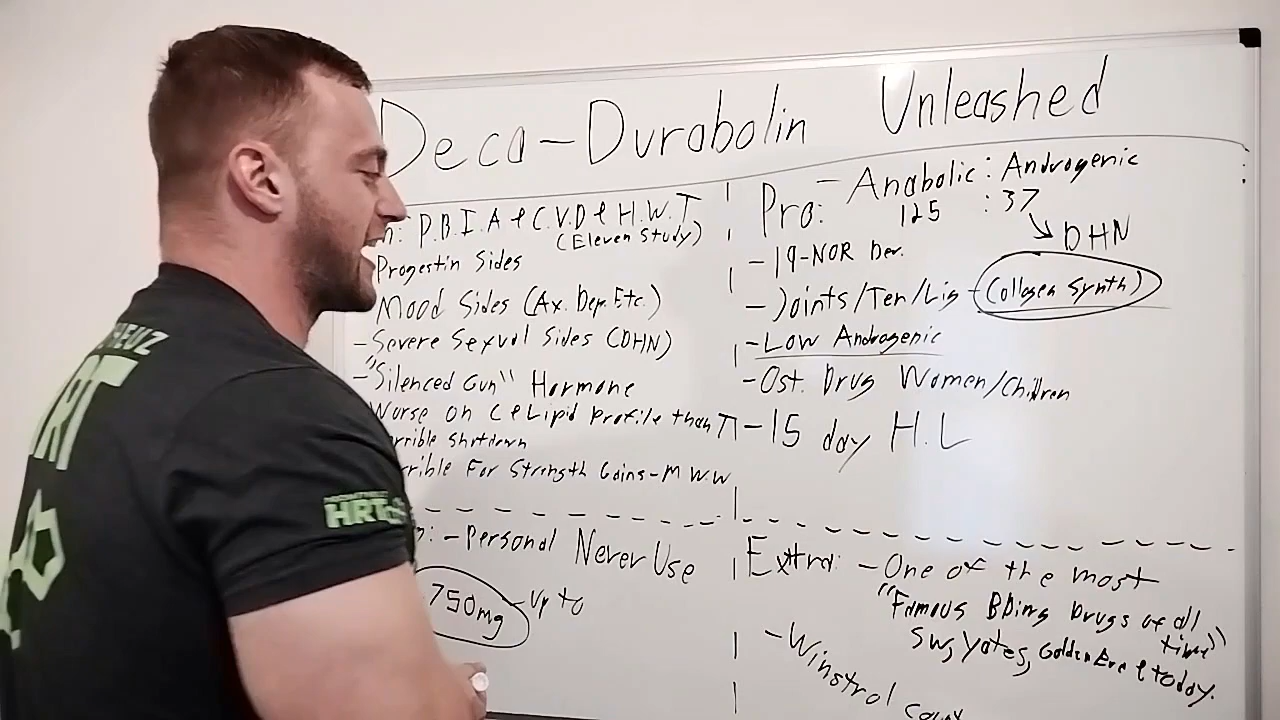 Deca-Durabolin Unleashed
n: P.B.I.A & C.V.D & H.W.T
(Eleven Study)
Progestin Sides
Mood Sides (Ax. Dep. Etc.)
-Severe Sexual Sides (DHN)
-"Silenced Gun" Hormone
Worse on C & Lipid Profile than T
rrible Shutdown
rrible For Strength Gains-M W.W
: -Personal Never Use
750mg -up to
Pro: -Anabolic: Androgenic
125 : 37
DHN
-19-NOR Der.
-Joints/Ten/Lig -(Collagen Synth)
-Low Androgenic
-Ost. Drug Women/Children
-15 day H.L
Extra: -One of the most
"Famous BBing Drugs of all
time"
SW, Yates, Golden Era & today.
-Winstrol
HRT